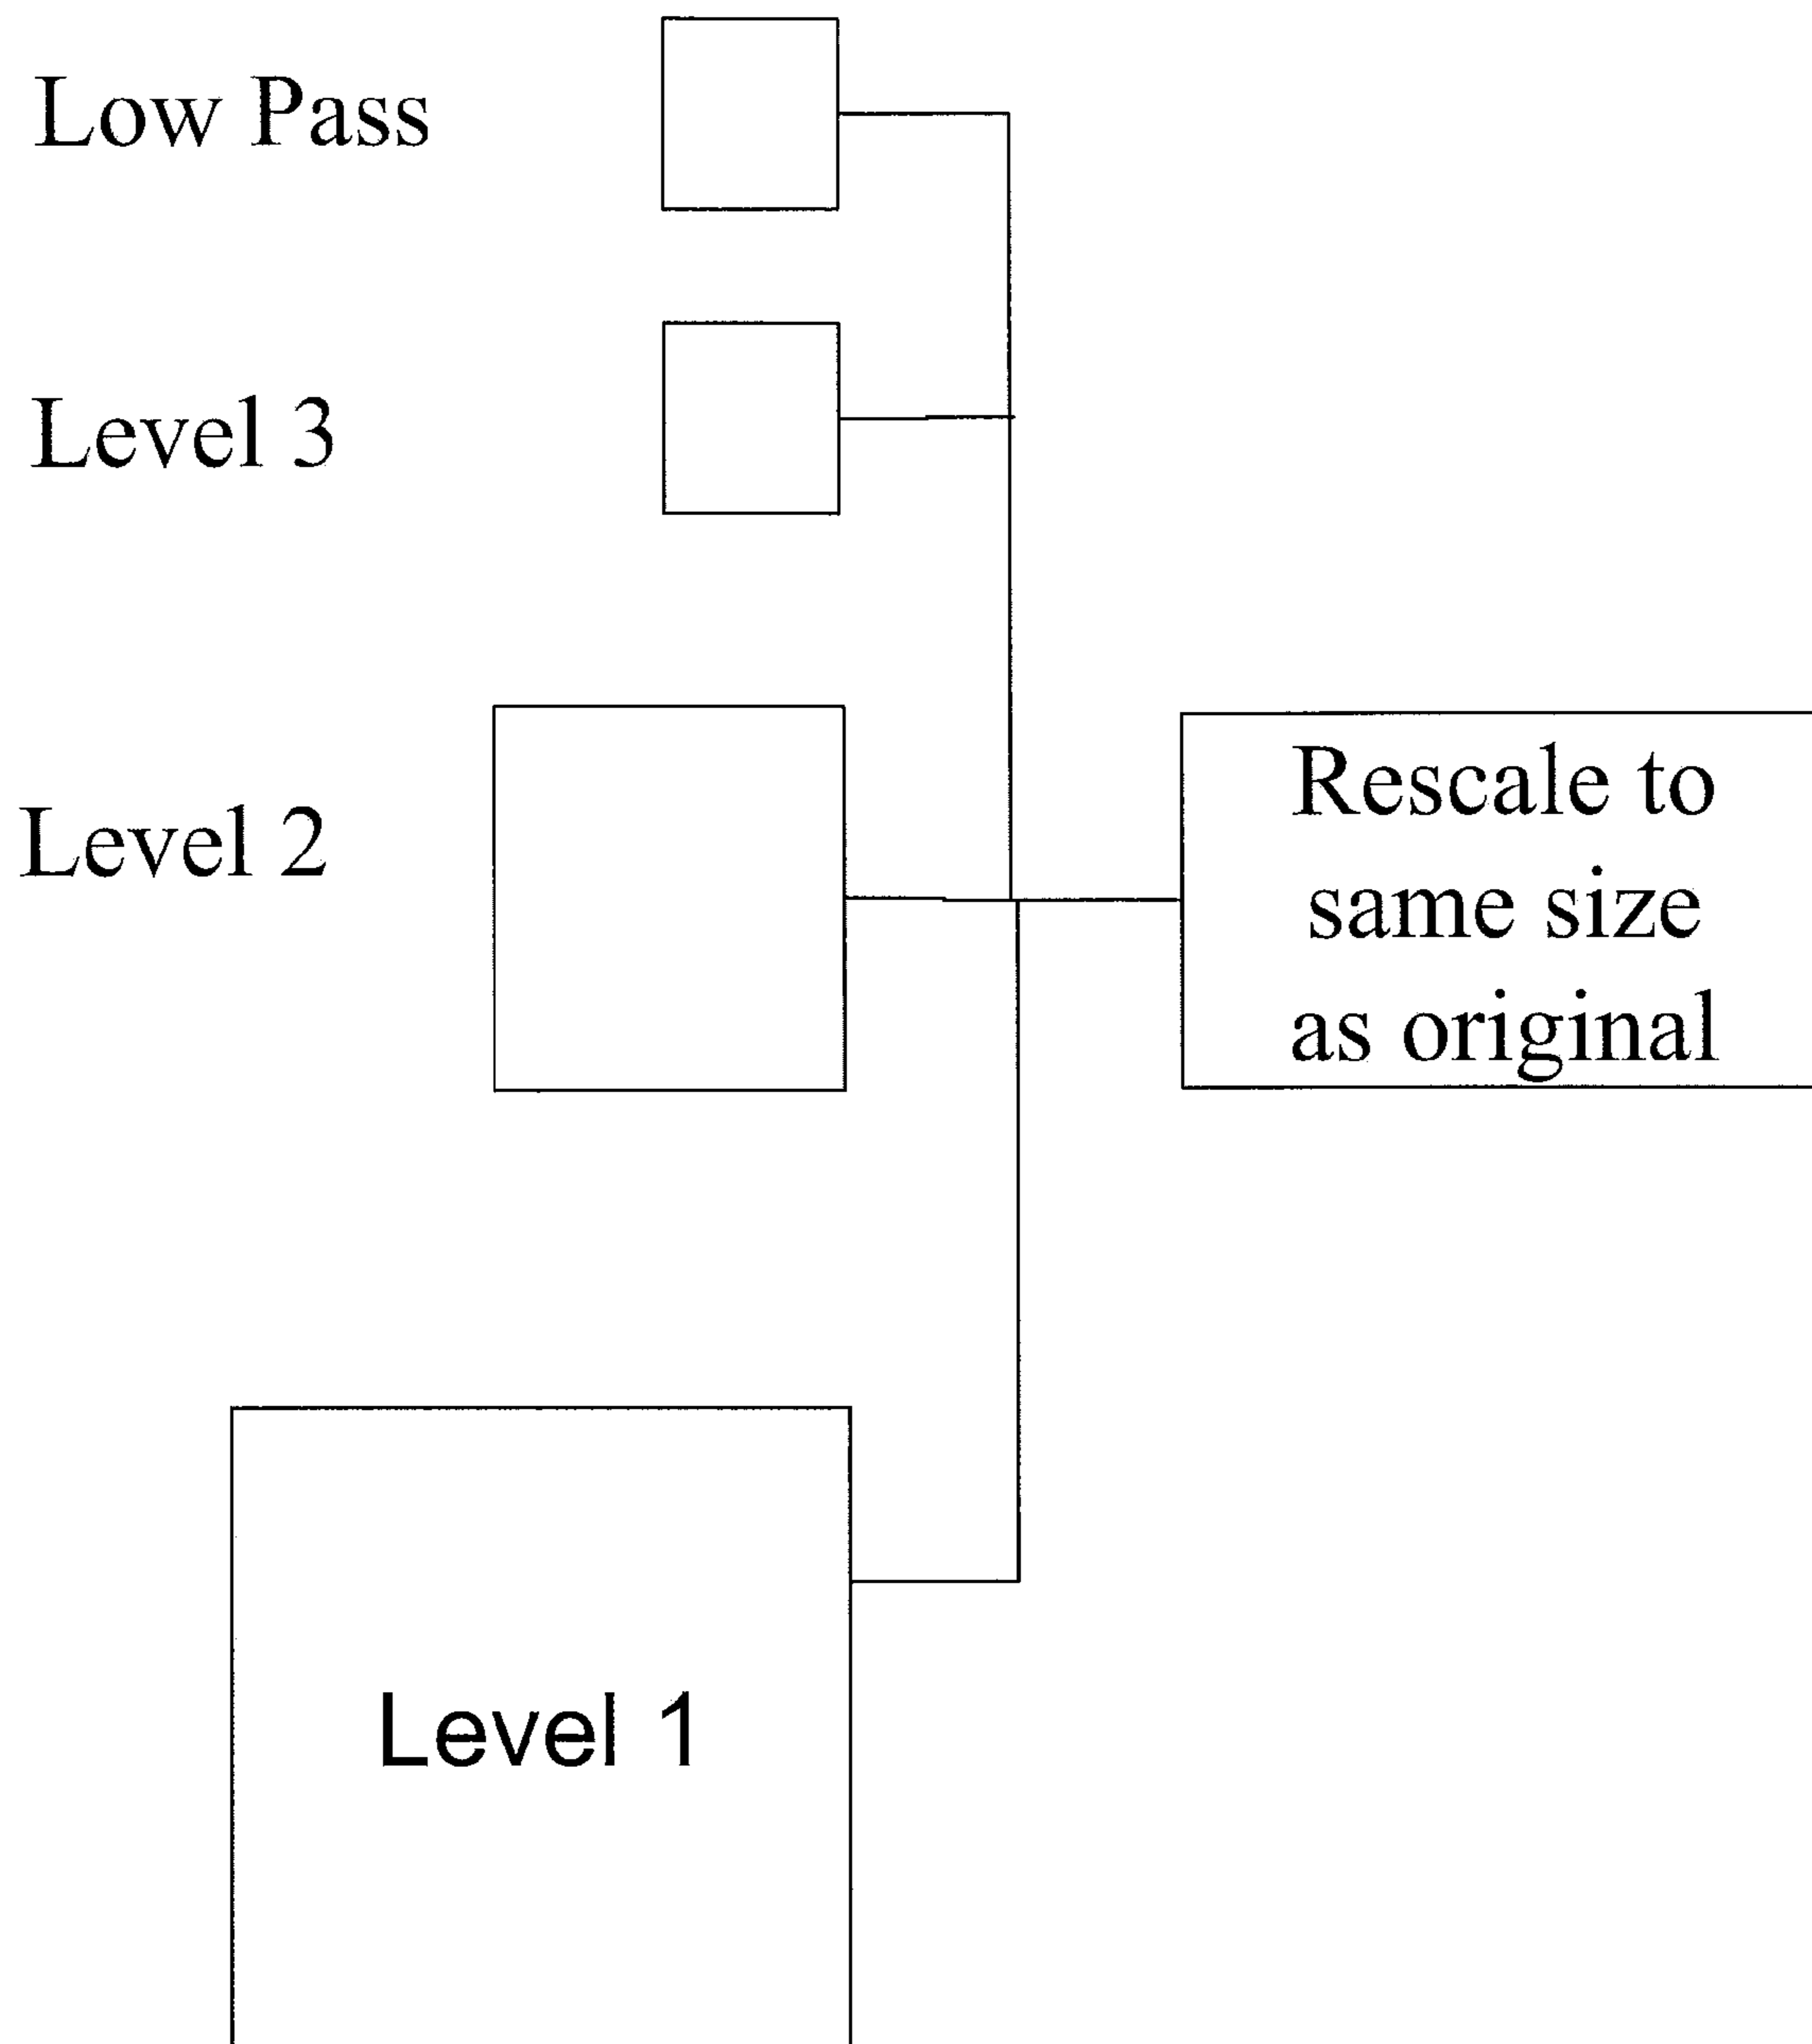 Low Pass
Level 3
Level 2
Rescale to
same size
as original
Level 1